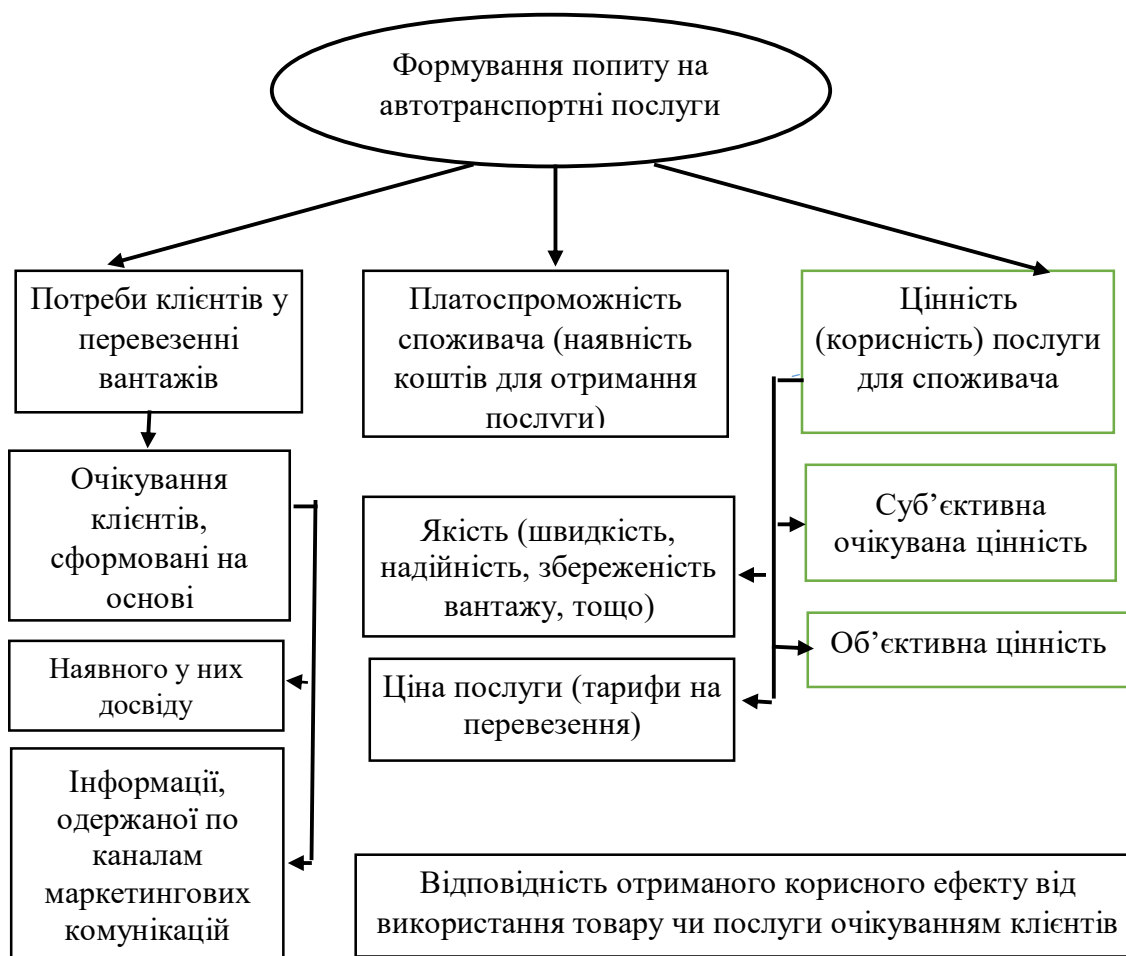 Формування попиту на
автотранспортні послуги
Потреби клієнтів у
перевезенні
вантажів
Платоспроможність
споживача (наявність
коштів для отримання
послуги)
Цінність
(корисність) послуги
для споживача
Очікування
клієнтів,
сформовані на
основі
Якість (швидкість,
надійність, збереженість
вантажу, тощо)
Суб’єктивна
очікувана цінність
Об’єктивна цінність
Наявного у них
досвіду
Ціна послуги (тарифи на
перевезення)
Інформації,
одержаної по
каналам
маркетингових
комунікацій
Відповідність отриманого корисного ефекту від
використання товару чи послуги очікуванням клієнтів